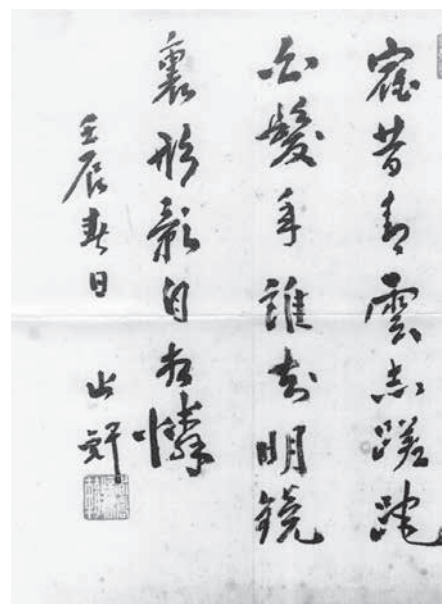 宿昔青雲志蹉跎
白髮年誰知明鏡
裏形影自相憐
壬辰春日 山軒